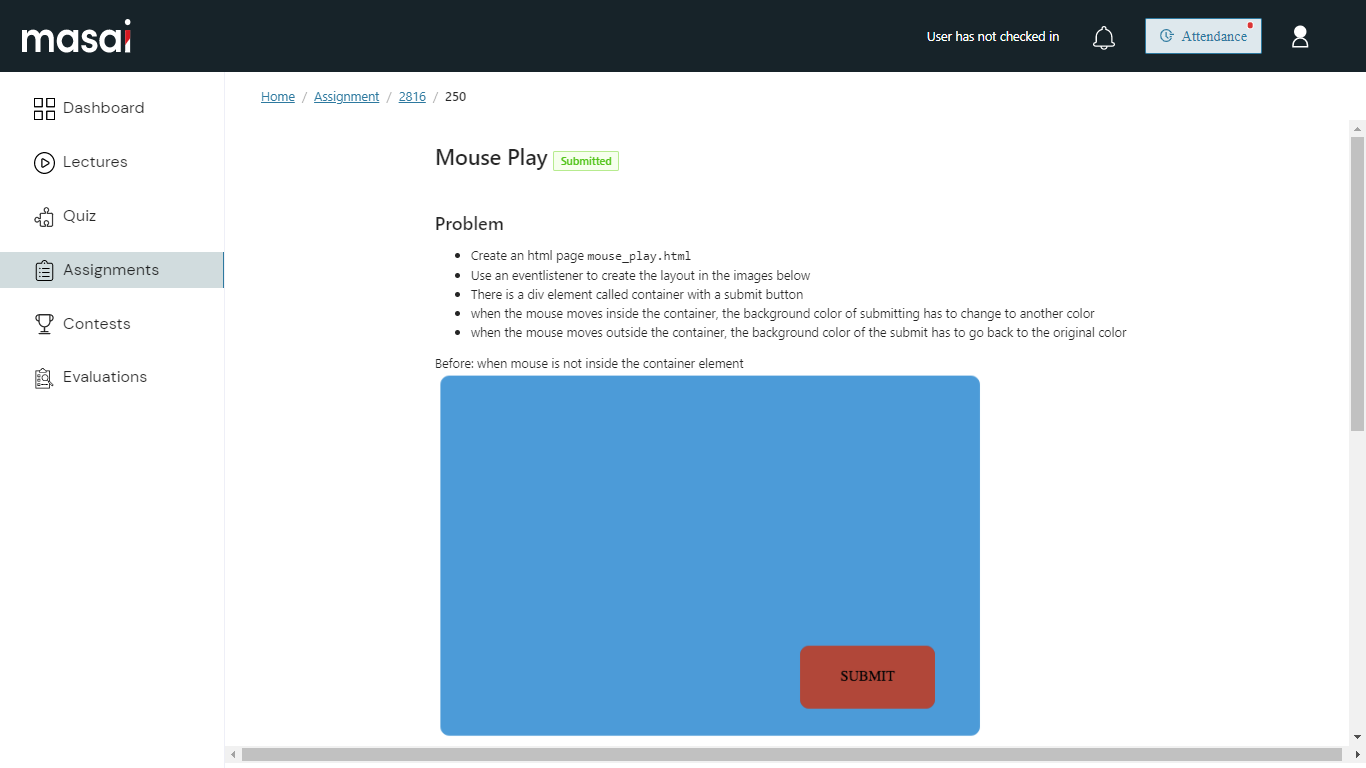 masai
User has not checked in
Attendance
Dashboard
Lectures
Quiz
Assignments
Contests
Evaluations
Home / Assignment / 2816 / 250
Mouse Play Submitted
Problem
• Create an html page mouse_play.html
• Use an eventlistener to create the layout in the images below
• There is a div element called container with a submit button
• when the mouse moves inside the container, the background color of submitting has to change to another color
• when the mouse moves outside the container, the background color of the submit has to go back to the original color
Before: when mouse is not inside the container element
SUBMIT